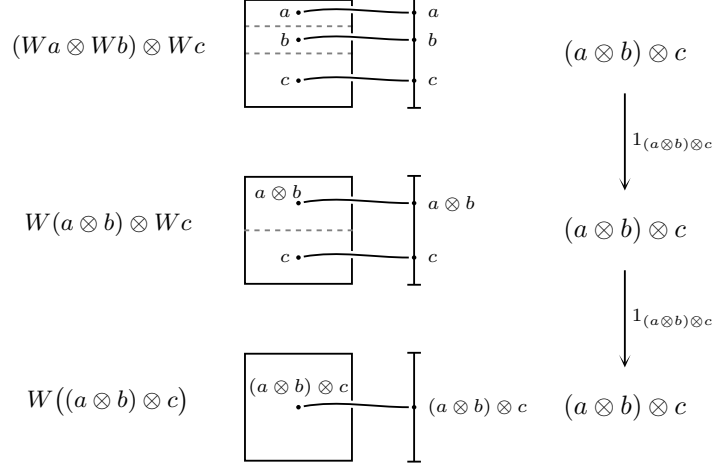 (Wa ⊗ Wb) ⊗ Wc
a a
b b
c c
(a ⊗ b) ⊗ c
1_{(a⊗b)⊗c}
W(a ⊗ b) ⊗ Wc
a ⊗ b a ⊗ b
c c
(a ⊗ b) ⊗ c
1_{(a⊗b)⊗c}
W((a ⊗ b) ⊗ c)
(a ⊗ b) ⊗ c (a ⊗ b) ⊗ c
(a ⊗ b) ⊗ c